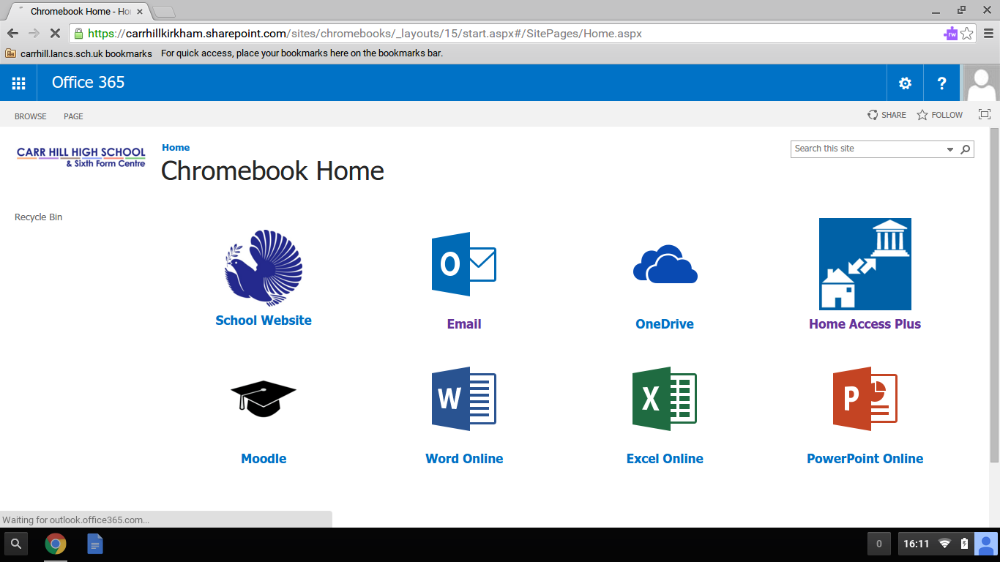 Chromebook Home - Ho
https://carrhillkirkham.sharepoint.com/sites/chromebooks/_layouts/15/start.aspx#/SitePages/Home.aspx
rw
carrhill.lancs.sch.uk bookmarks For quick access, place your bookmarks here on the bookmarks bar.
Office 365
?
BROWSE PAGE SHARE FOLLOW
CARR HILL HIGH SCHOOL
& Sixth Form Centre
Home
Chromebook Home
Search this site
Recycle Bin
O
School Website
Email
OneDrive
Home Access Plus
W
X
P
Moodle
Word Online
Excel Online
PowerPoint Online
Waiting for outlook.office365.com...
0
16:11